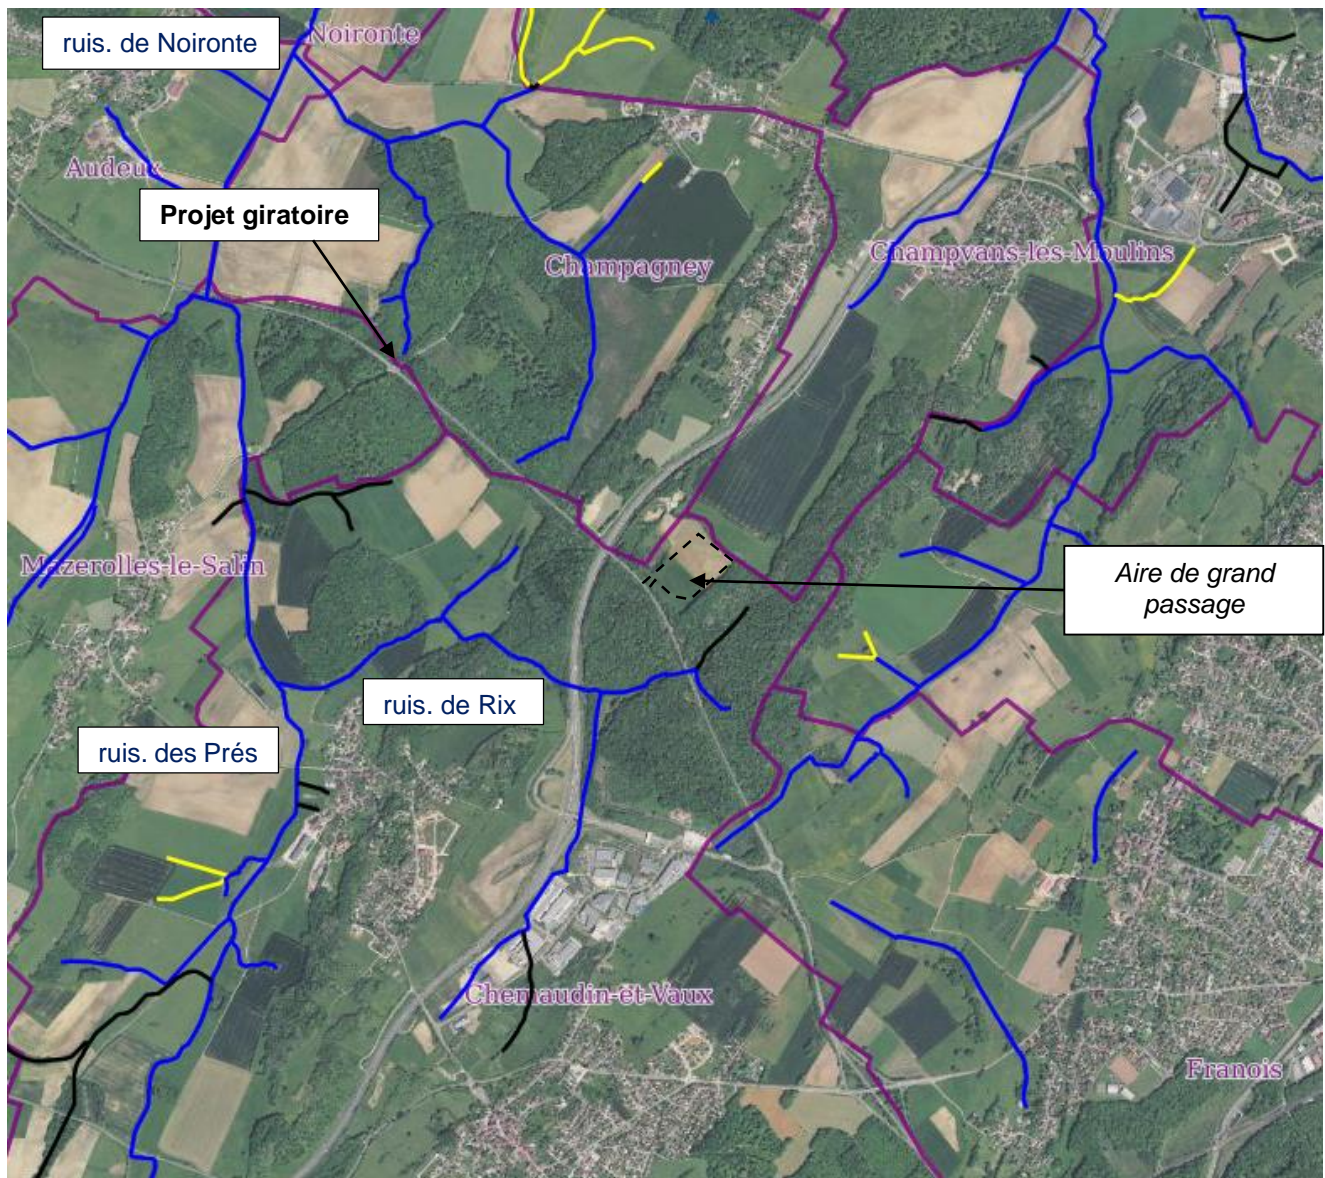 ruis. de Noironte
Noironte
Audeux
Projet giratoire
Champagney
Champvans-les-Moulins
Mazerolles-le-Salin
Aire de grand
passage
ruis. de Rix
ruis. des Prés
Chemaudin-et-Vaux
Franois